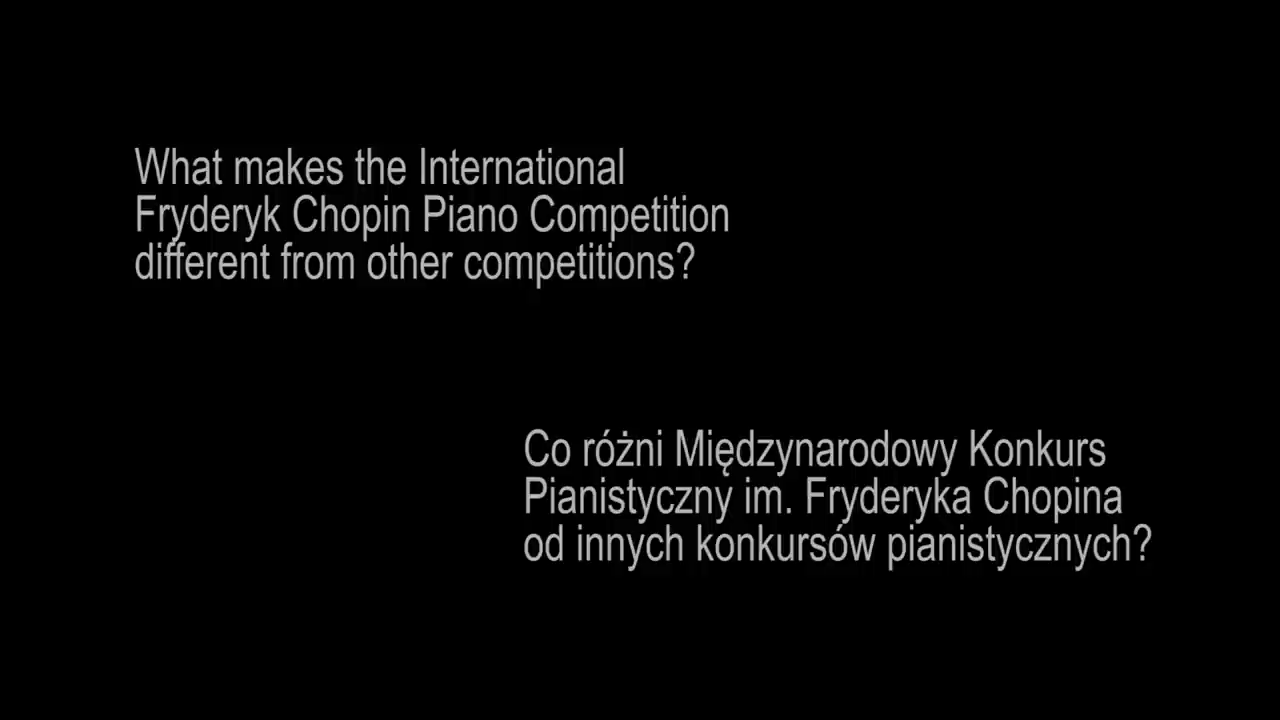 What makes the International
Fryderyk Chopin Piano Competition
different from other competitions?
Co różni Międzynarodowy Konkurs
Pianistyczny im. Fryderyka Chopina
od innych konkursów pianistycznych?